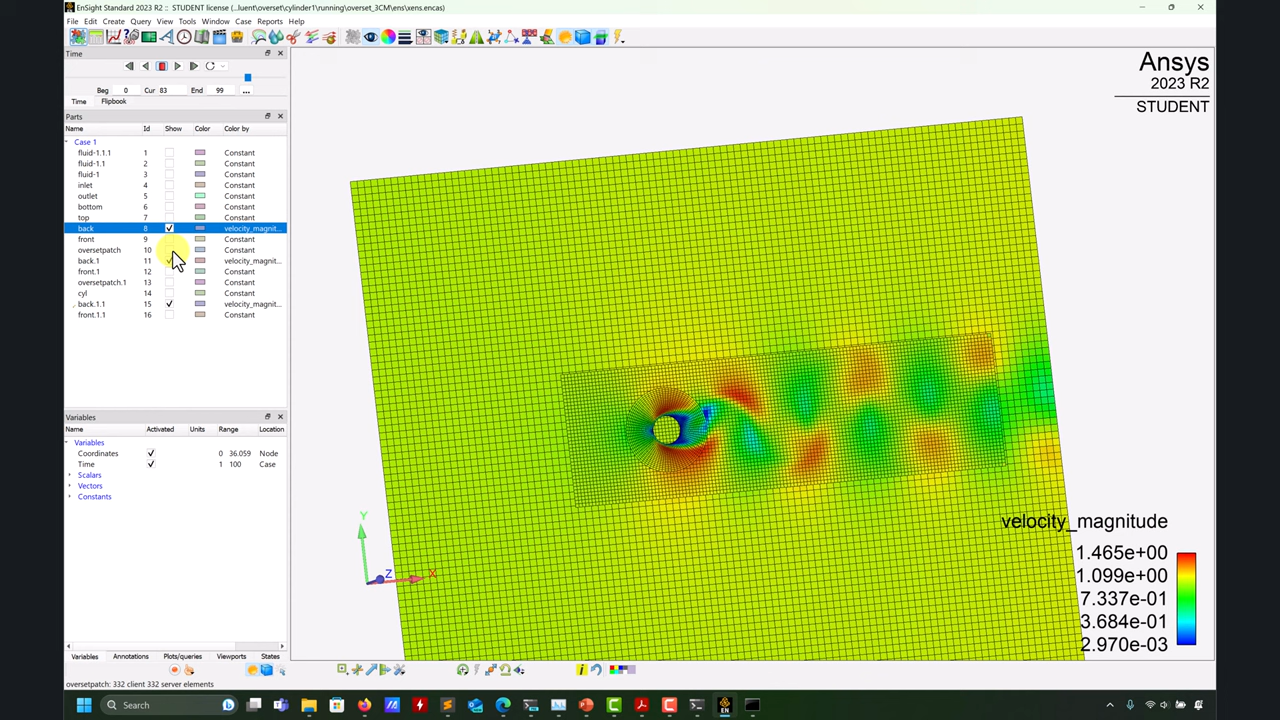 EnSight Standard 2023 R2 :: STUDENT license (...luent\overset\cylinder1\running\overset_3CM\ens\xens.encas)
File Edit Create Query View Tools Window Case Reports Help
Time
Beg 0 Cur 83 End 99 ...
Time Flipbook
Parts
Name Id Show Color Color by
Case 1
fluid-1.1.1 1 Constant
fluid-1.1 2 Constant
fluid-1 3 Constant
inlet 4 Constant
outlet 5 Constant
bottom 6 Constant
top 7 Constant
back 8 velocity_magnit...
front 9 Constant
oversetpatch 10 Constant
back.1 11 velocity_magnit...
front.1 12 Constant
oversetpatch.1 13 Constant
cyl 14 Constant
back.1.1 15 velocity_magnit...
front.1.1 16 Constant
Variables
Name Activated Units Range Location
Variables
Coordinates 0 36.059 Node
Time 1 100 Case
Scalars
Vectors
Constants
Variables Annotations Plots/queries Viewports States
oversetpatch: 332 client 332 server elements
Ansys
2023 R2
STUDENT
Y
Z
X
velocity_magnitude
1.465e+00
1.099e+00
7.337e-01
3.684e-01
2.970e-03
Search
EN